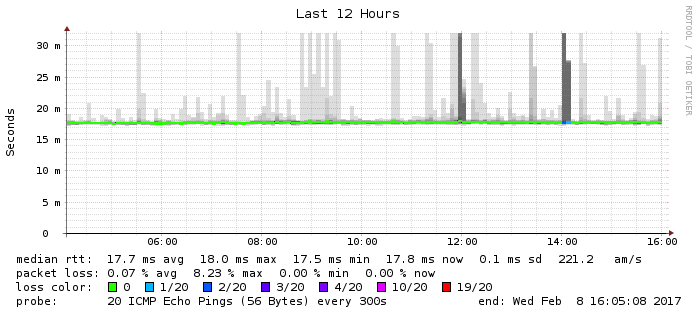 Last 12 Hours
RRDTOOL / TOBI OETIKER
Seconds
30 m
25 m
20 m
15 m
10 m
5 m
0
06:00 08:00 10:00 12:00 14:00 16:00
median rtt: 17.7 ms avg 18.0 ms max 17.5 ms min 17.8 ms now 0.1 ms sd 221.2 am/s
packet loss: 0.07 % avg 8.23 % max 0.00 % min 0.00 % now
loss color: 0 1/20 2/20 3/20 4/20 10/20 19/20
probe: 20 ICMP Echo Pings (56 Bytes) every 300s end: Wed Feb 8 16:05:08 2017